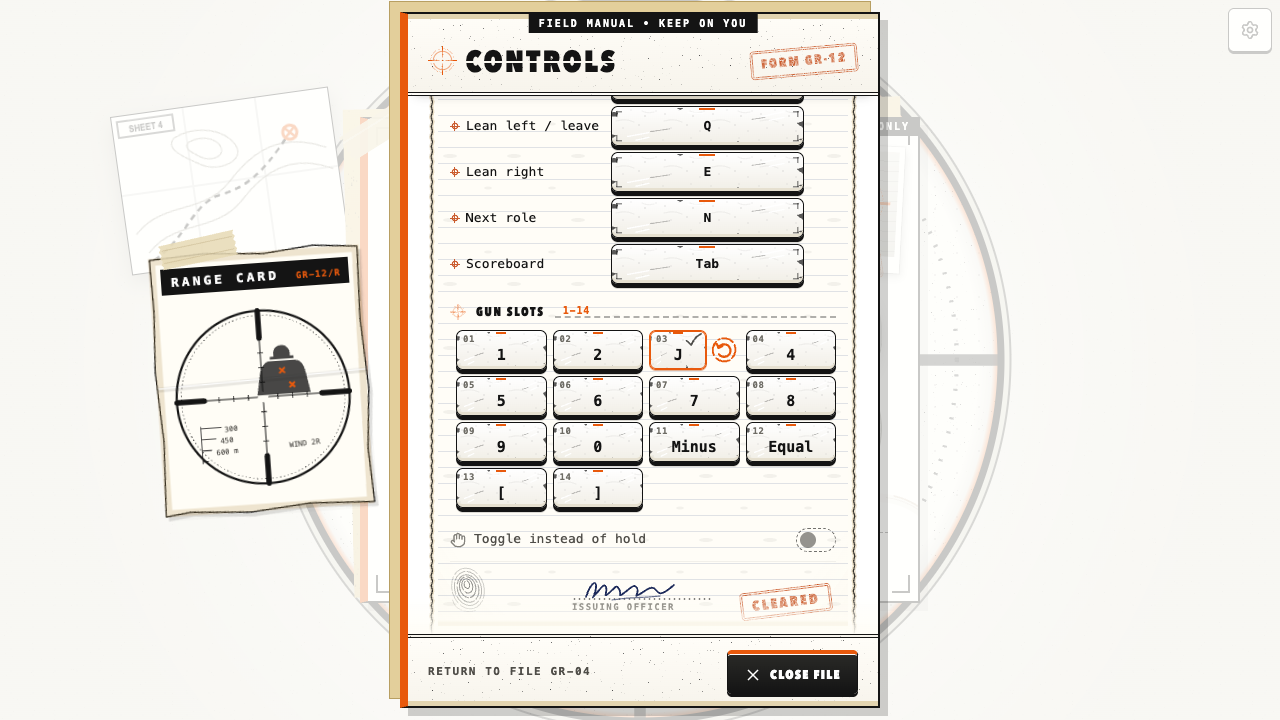 FIELD MANUAL • KEEP ON YOU
CONTROLS
FORM GR-12
Lean left / leave Q
Lean right E
Next role N
Scoreboard Tab
GUN SLOTS 1–14
01 1
02 2
03 J
04 4
05 5
06 6
07 7
08 8
09 9
10 0
11 Minus
12 Equal
13 [
14 ]
Toggle instead of hold
ISSUING OFFICER
CLEARED
RETURN TO FILE GR-04
CLOSE FILE
SHEET 4
RANGE CARD GR-12/R
300
450
600 m
WIND 2R
ONLY